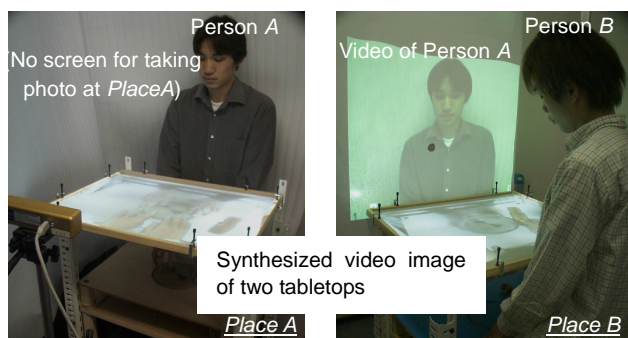 Person A
(No screen for taking
photo at PlaceA)
Place A
Person B
Video of Person A
Place B
Synthesized video image
of two tabletops